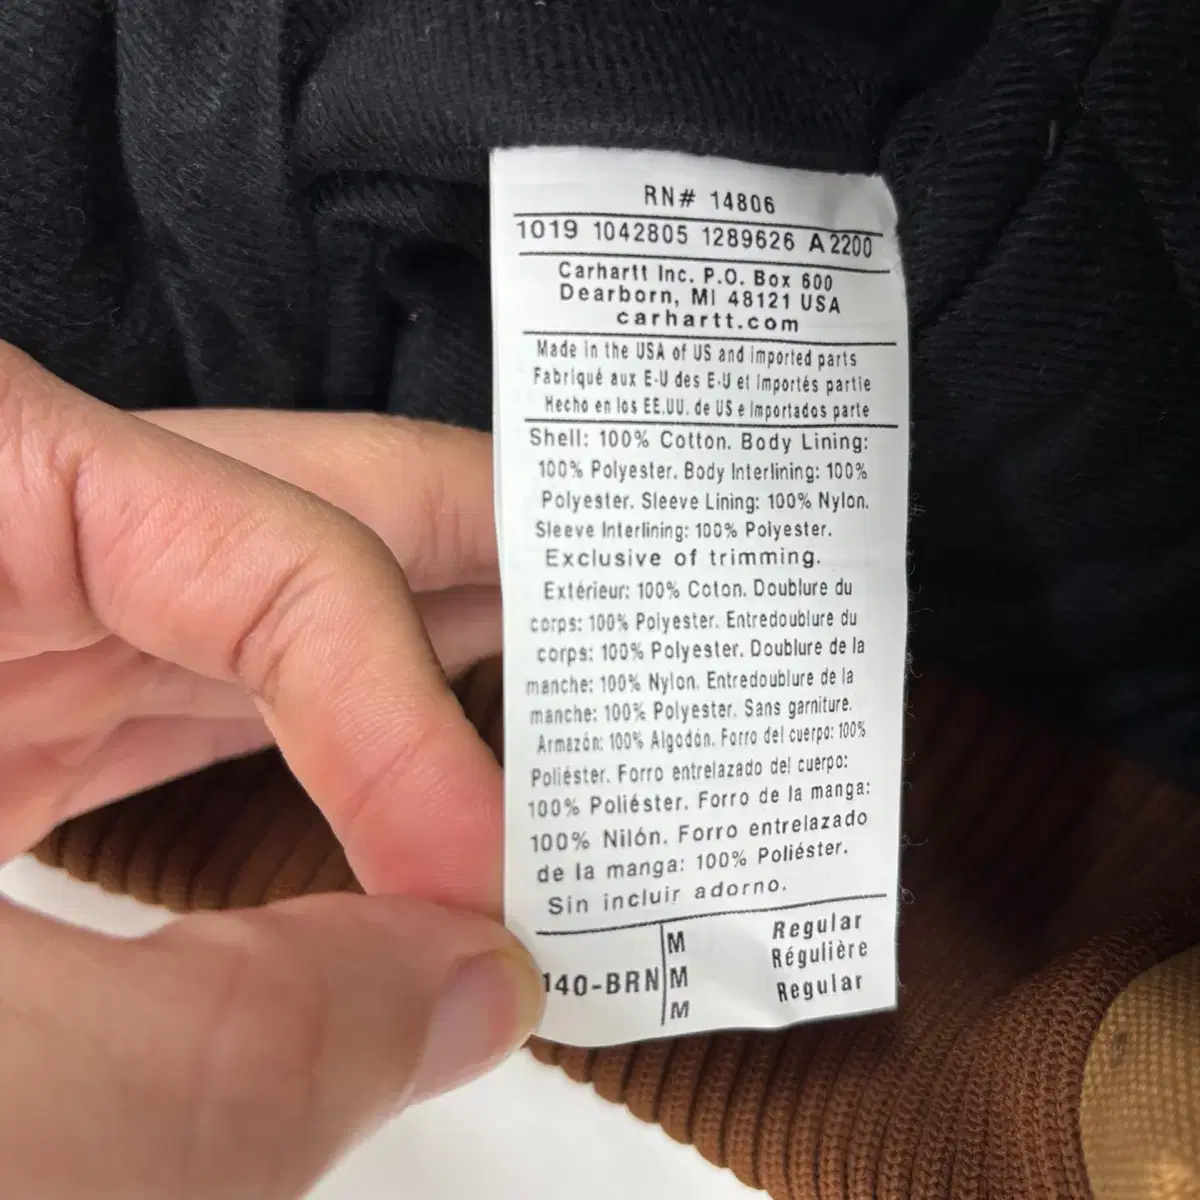 RN# 14806
1019 1042805 1289626 A 2200
Carhartt Inc. P.O. Box 600
Dearborn, MI 48121 USA
carhartt.com
Made in the USA of US and imported parts
Fabriqué aux E-U des E-U et importés partie
Hecho en los EE.UU. de US e Importados parte
Shell: 100% Cotton. Body Lining:
100% Polyester. Body Interlining: 100%
Polyester. Sleeve Lining: 100% Nylon.
Sleeve Interlining: 100% Polyester.
Exclusive of trimming.
Extérieur: 100% Coton. Doublure du
corps: 100% Polyester. Entredoublure du
corps: 100% Polyester. Doublure de la
manche: 100% Nylon. Entredoublure de la
manche: 100% Polyester. Sans garniture.
Armazón: 100% Algodón. Forro del cuerpo: 100%
Poliéster. Forro entrelazado del cuerpo:
100% Poliéster. Forro de la manga:
100% Nilón. Forro entrelazado
de la manga: 100% Poliéster.
Sin incluir adorno.
M Regular
140-BRN M Régulière
M Regular